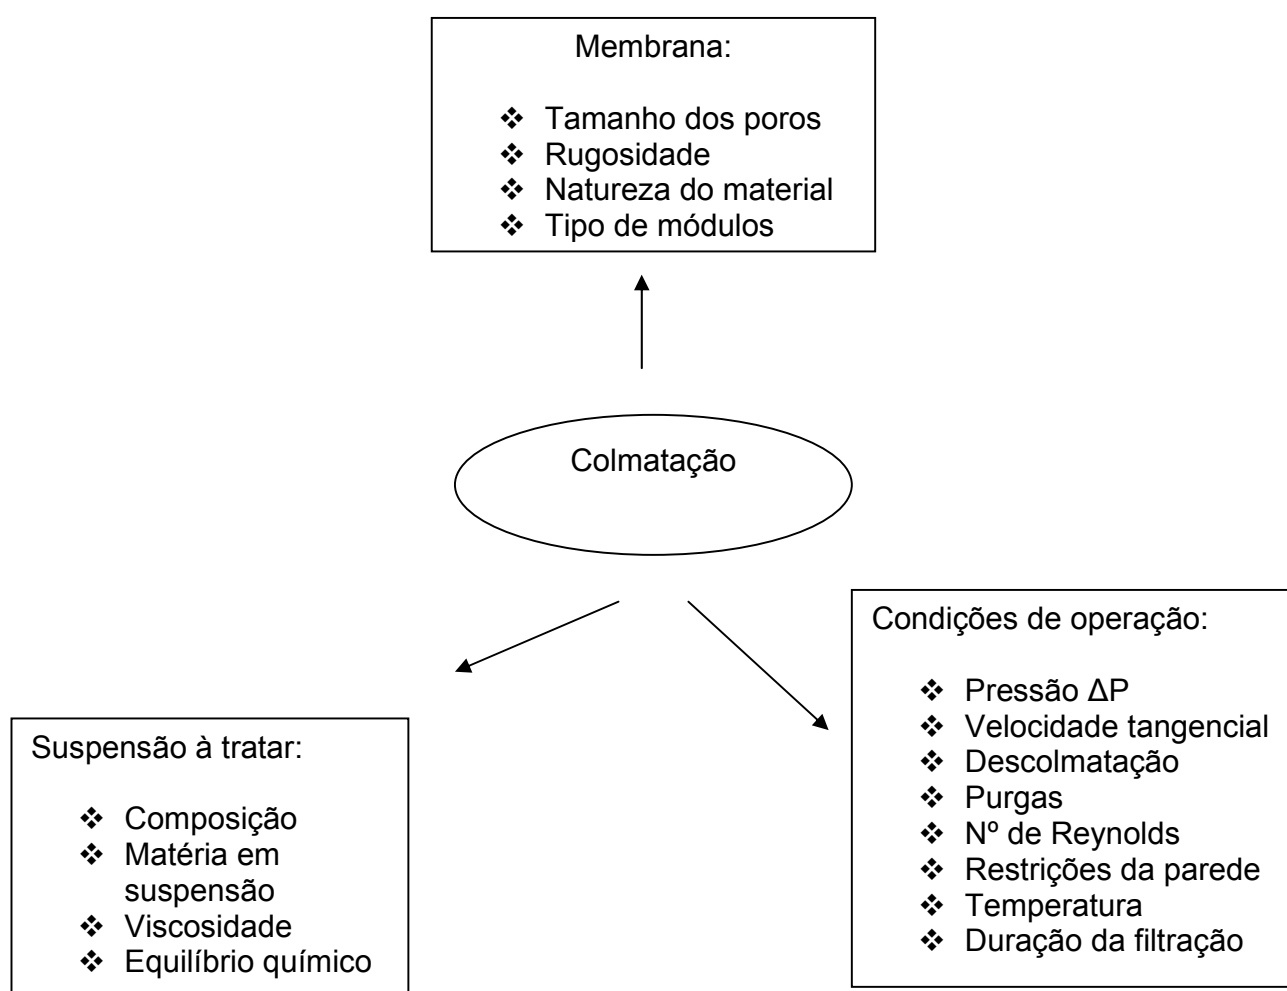 Membrana:
❖ Tamanho dos poros
❖ Rugosidade
❖ Natureza do material
❖ Tipo de módulos
Colmatação
Suspensão à tratar:
❖ Composição
❖ Matéria em
suspensão
❖ Viscosidade
❖ Equilíbrio químico
Condições de operação:
❖ Pressão ΔP
❖ Velocidade tangencial
❖ Descolmatação
❖ Purgas
❖ Nº de Reynolds
❖ Restrições da parede
❖ Temperatura
❖ Duração da filtração